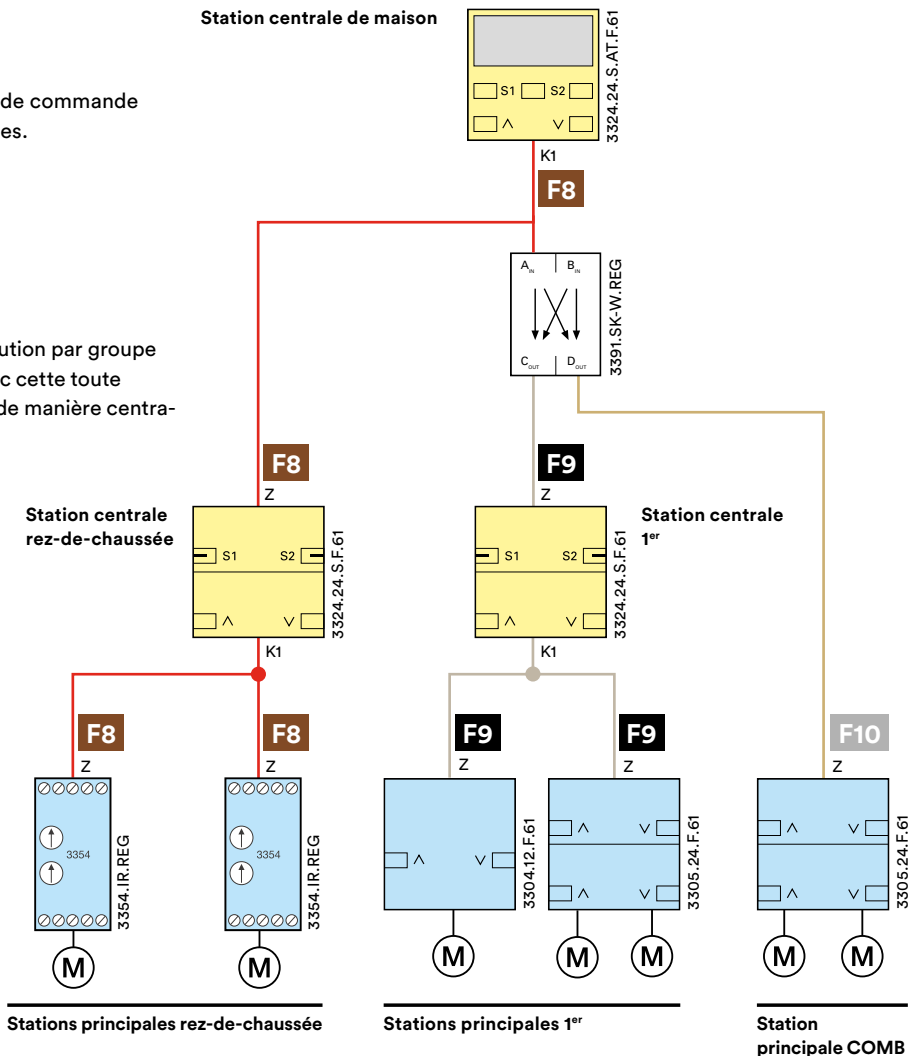 Station centrale de maison
3324.24.S.AT.F.61
S1 S2
K1
F8
de commande
es.
A IN B IN
C OUT D OUT
3391.SK-W.REG
ution par groupe
c cette toute
de manière centra-
F8
Z
F9
Z
Station centrale
rez-de-chaussée
S1 S2
3324.24.S.F.61
K1
Station centrale
1er
S1 S2
3324.24.S.F.61
K1
F8
Z
F8
Z
F9
Z
F9
Z
F10
Z
3354
3354.IR.REG
3354
3354.IR.REG
3304.12.F.61
3305.24.F.61
3305.24.F.61
M
M
M
M
M
M
M
Stations principales rez-de-chaussée
Stations principales 1er
Station
principale COMB